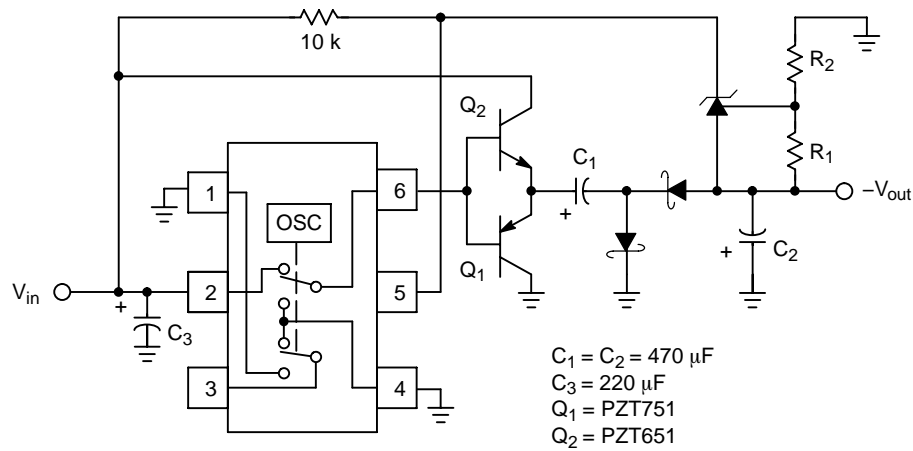 10 k
R2
Q2
R1
C1
1
6
OSC
+
–Vout
Q1
+
C2
Vin
2
5
+
C3
3
4
C1 = C2 = 470 μF
C3 = 220 μF
Q1 = PZT751
Q2 = PZT651